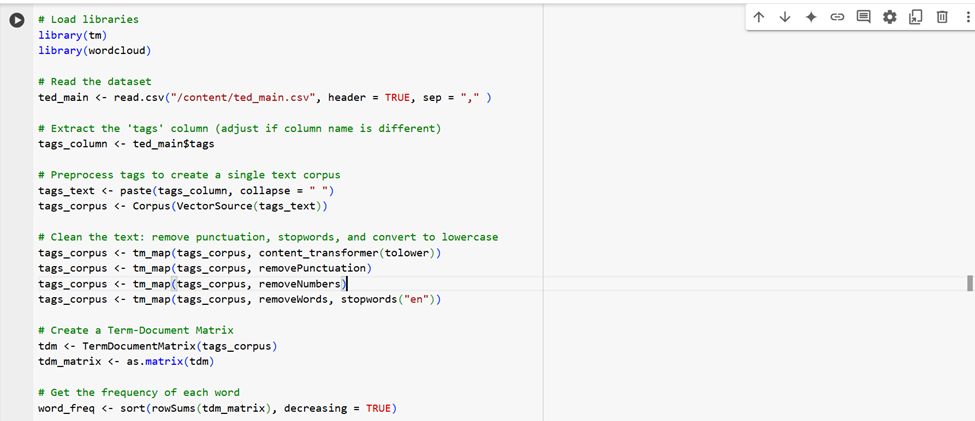 # Load libraries
library(tm)
library(wordcloud)
# Read the dataset
ted_main <- read.csv("/content/ted_main.csv", header = TRUE, sep = "," )
# Extract the 'tags' column (adjust if column name is different)
tags_column <- ted_main$tags
# Preprocess tags to create a single text corpus
tags_text <- paste(tags_column, collapse = " ")
tags_corpus <- Corpus(VectorSource(tags_text))
# Clean the text: remove punctuation, stopwords, and convert to lowercase
tags_corpus <- tm_map(tags_corpus, content_transformer(tolower))
tags_corpus <- tm_map(tags_corpus, removePunctuation)
tags_corpus <- tm_map(tags_corpus, removeNumbers)
tags_corpus <- tm_map(tags_corpus, removeWords, stopwords("en"))
# Create a Term-Document Matrix
tdm <- TermDocumentMatrix(tags_corpus)
tdm_matrix <- as.matrix(tdm)
# Get the frequency of each word
word_freq <- sort(rowSums(tdm_matrix), decreasing = TRUE)